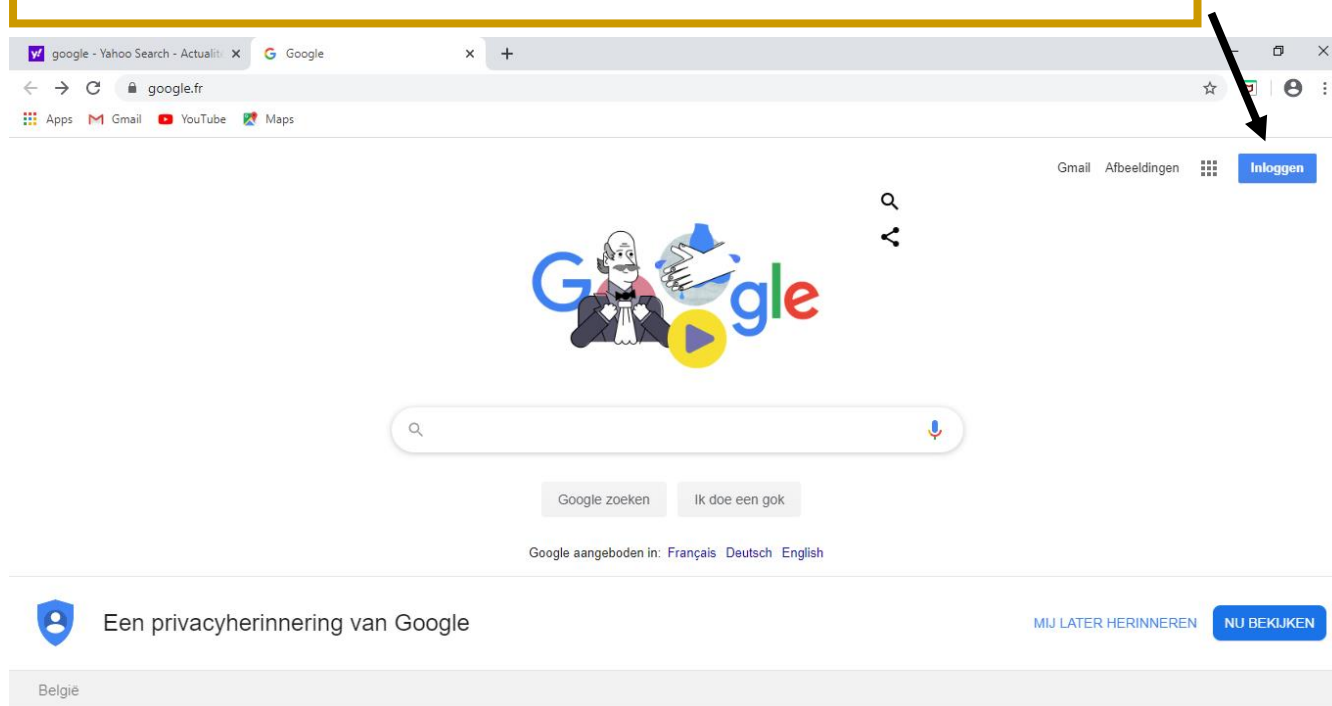 google - Yahoo Search - Actualité
Google
google.fr
Apps Gmail YouTube Maps
Gmail Afbeeldingen Inloggen
Google
Google zoeken Ik doe een gok
Google aangeboden in: Français Deutsch English
Een privacyherinnering van Google
MIJ LATER HERINNEREN NU BEKIJKEN
België